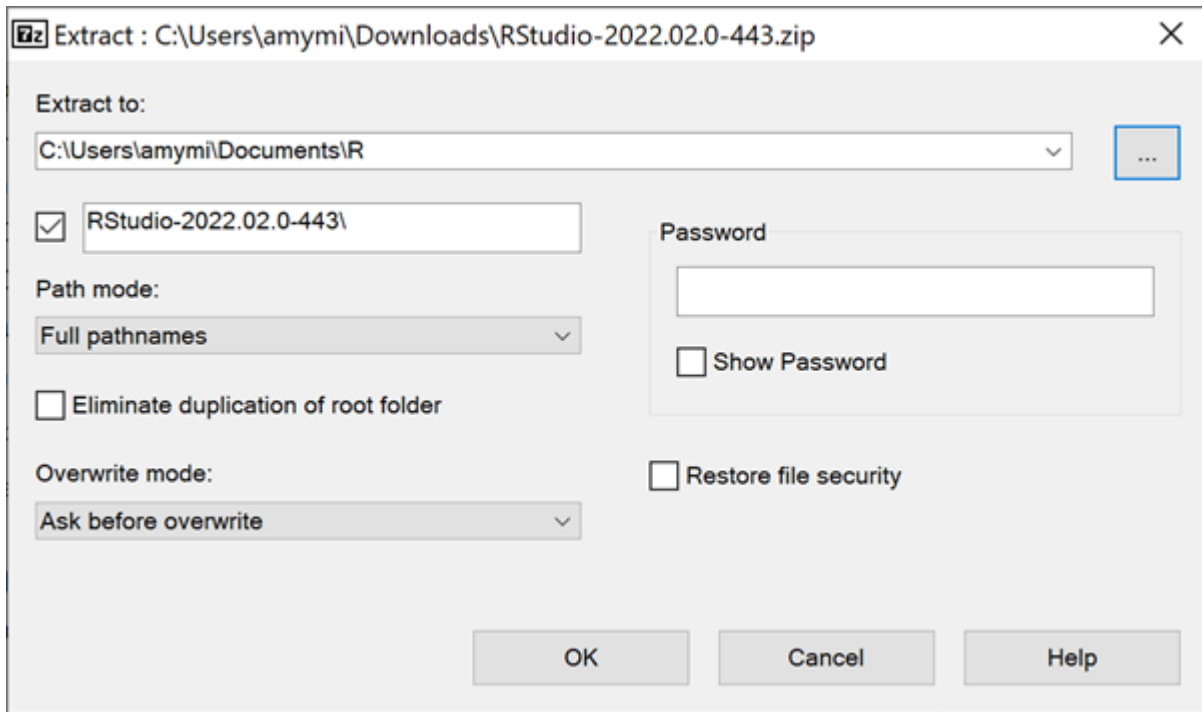 7z Extract : C:\Users\amymi\Downloads\RStudio-2022.02.0-443.zip
Extract to:
C:\Users\amymi\Documents\R
...
RStudio-2022.02.0-443\
Password
Path mode:
Full pathnames
Show Password
Eliminate duplication of root folder
Overwrite mode:
Restore file security
Ask before overwrite
OK
Cancel
Help